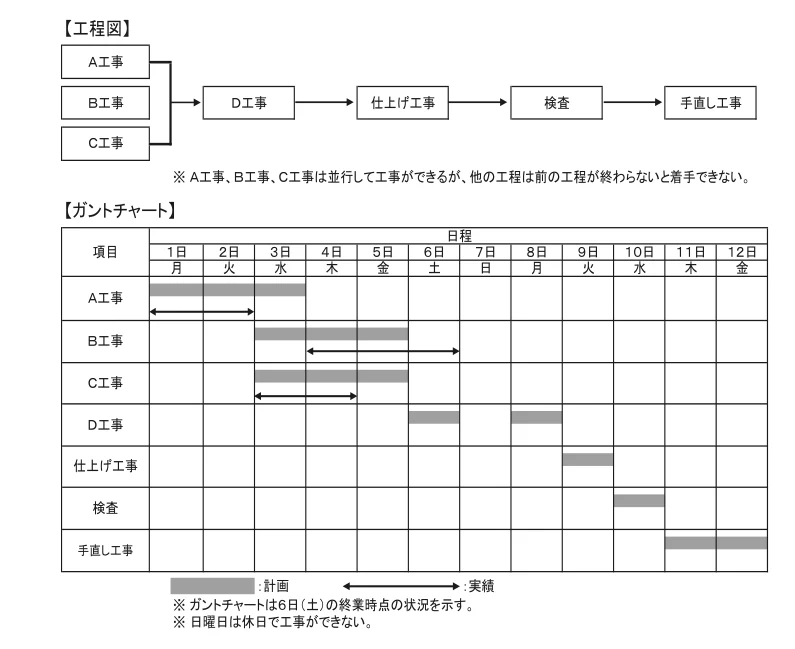 【工程図】
A工事
B工事
C工事
D工事
仕上げ工事
検査
手直し工事
※ A工事、B工事、C工事は並行して工事ができるが、他の工程は前の工程が終わらないと着手できない。
【ガントチャート】
項目
日程
1日 2日 3日 4日 5日 6日 7日 8日 9日 10日 11日 12日
月 火 水 木 金 土 日 月 火 水 木 金
A工事
B工事
C工事
D工事
仕上げ工事
検査
手直し工事
:計画 :実績
※ ガントチャートは6日(土)の終業時点の状況を示す。
※ 日曜日は休日で工事ができない。